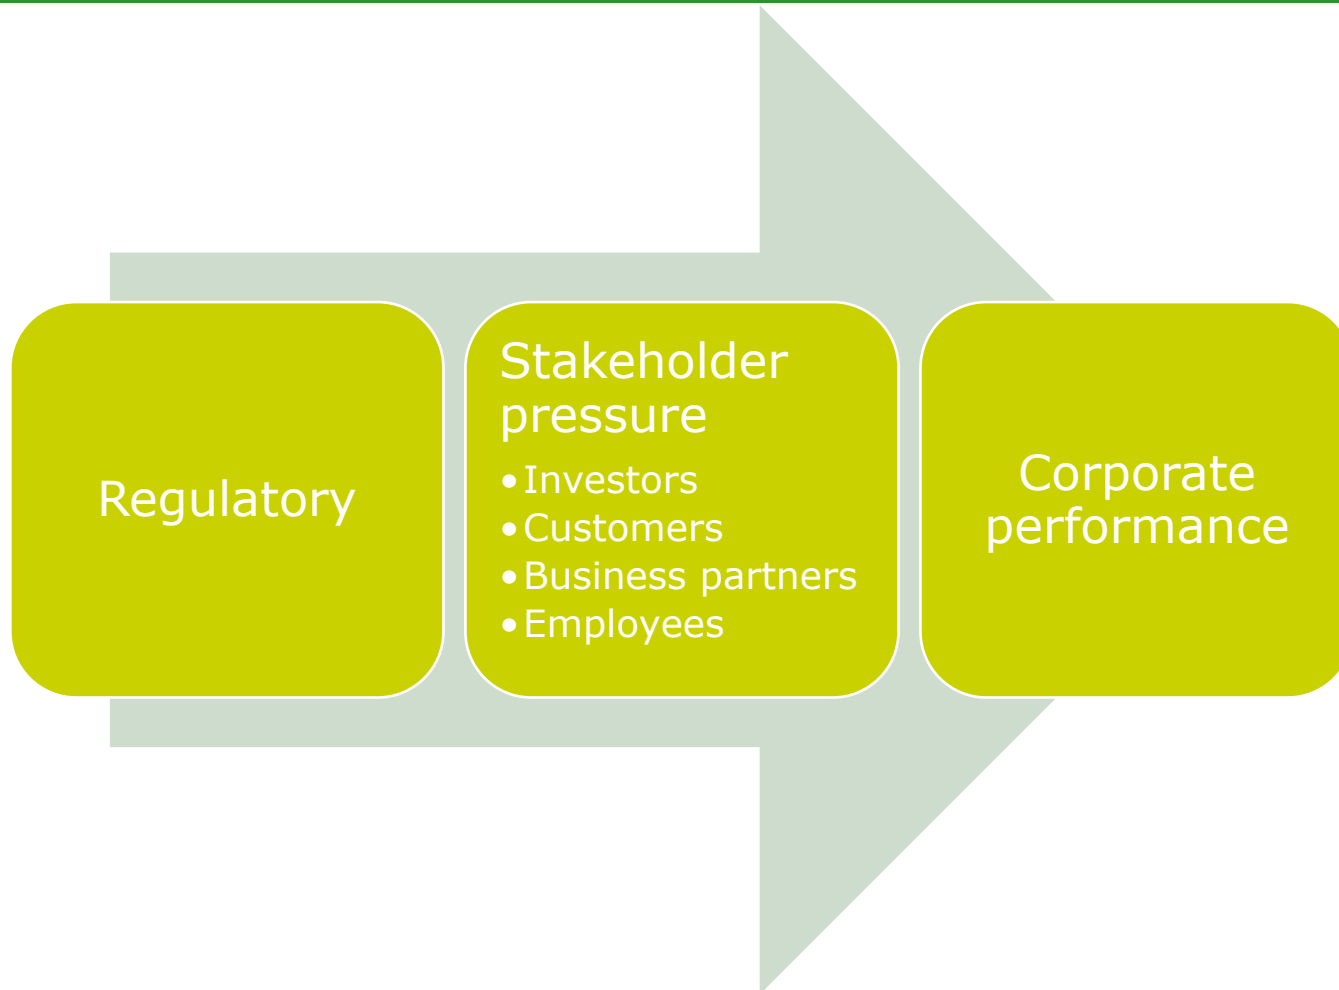 Regulatory
Stakeholder
pressure
•Investors
•Customers
•Business partners
•Employees
Corporate
performance